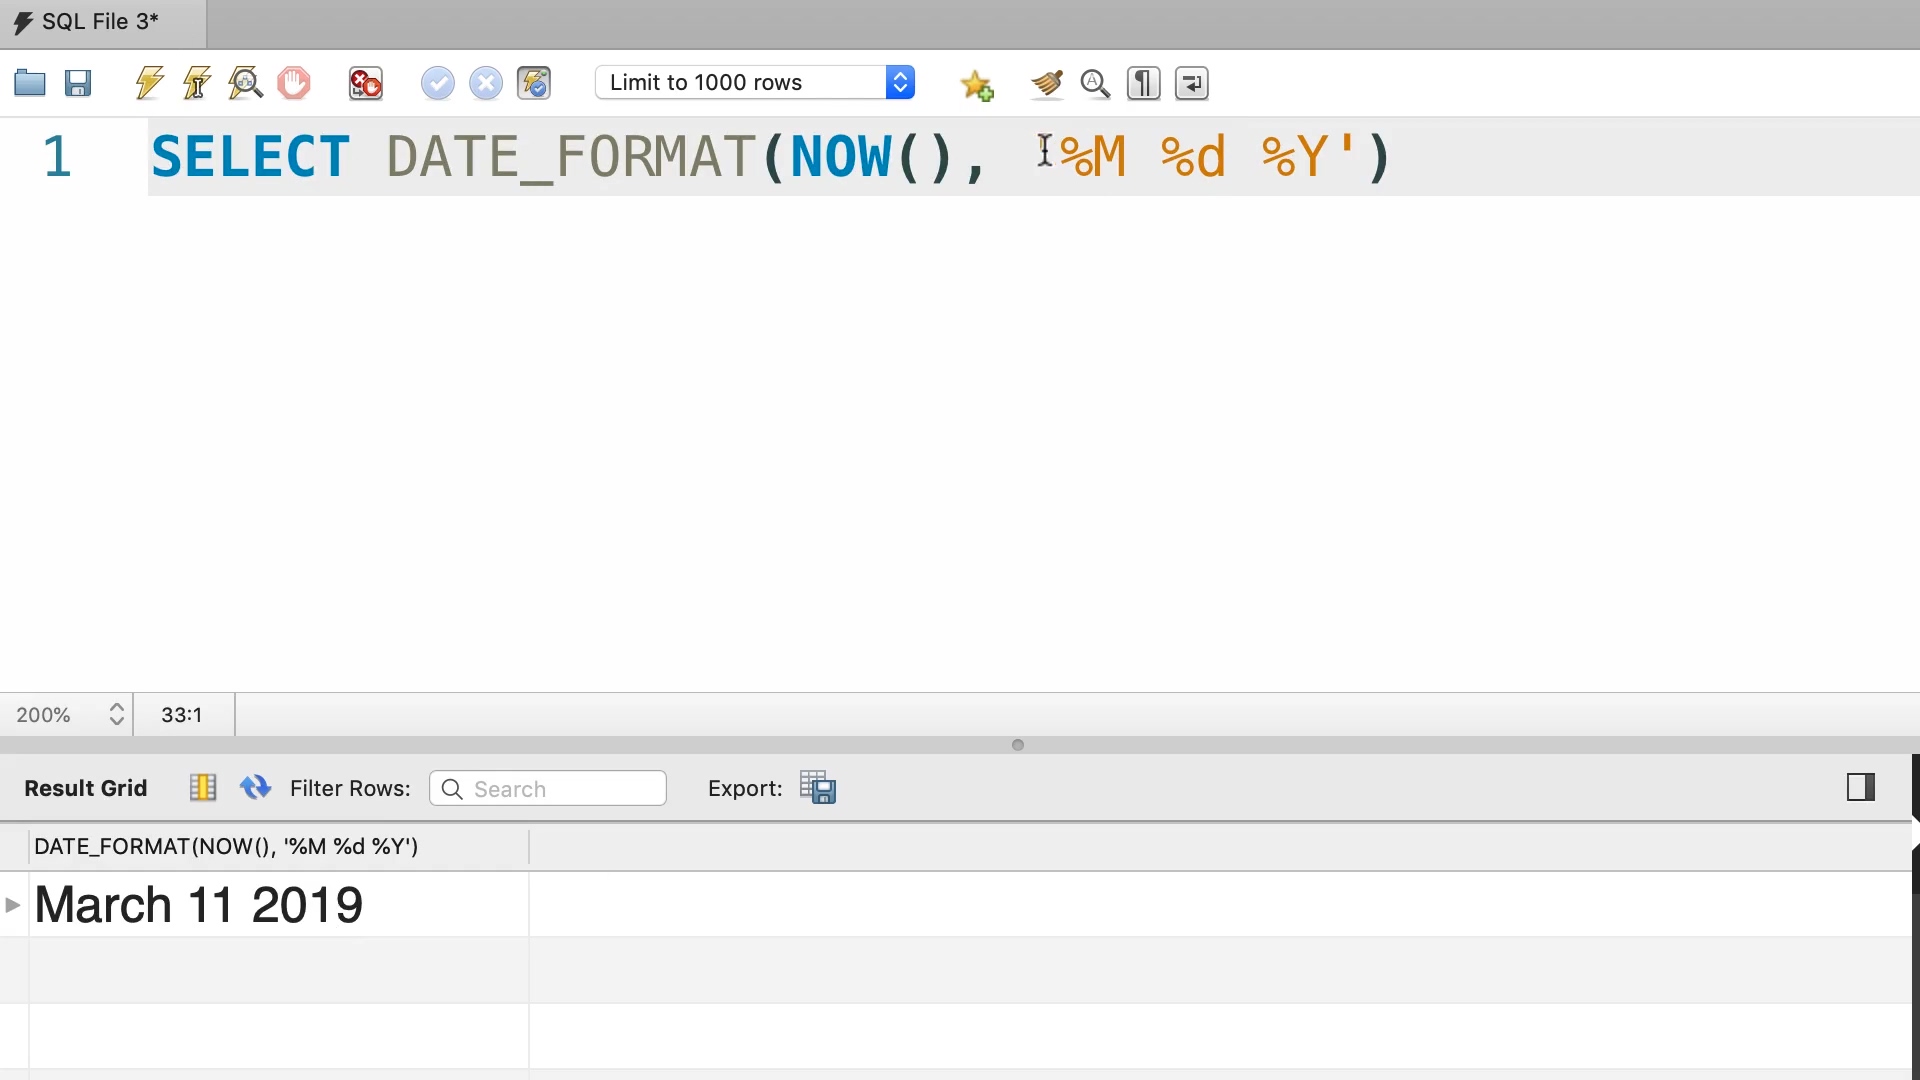 SQL File 3*
Limit to 1000 rows
1 SELECT DATE_FORMAT(NOW(), '%M %d %Y')
200% 33:1
Result Grid Filter Rows: Search Export:
DATE_FORMAT(NOW(), '%M %d %Y')
March 11 2019